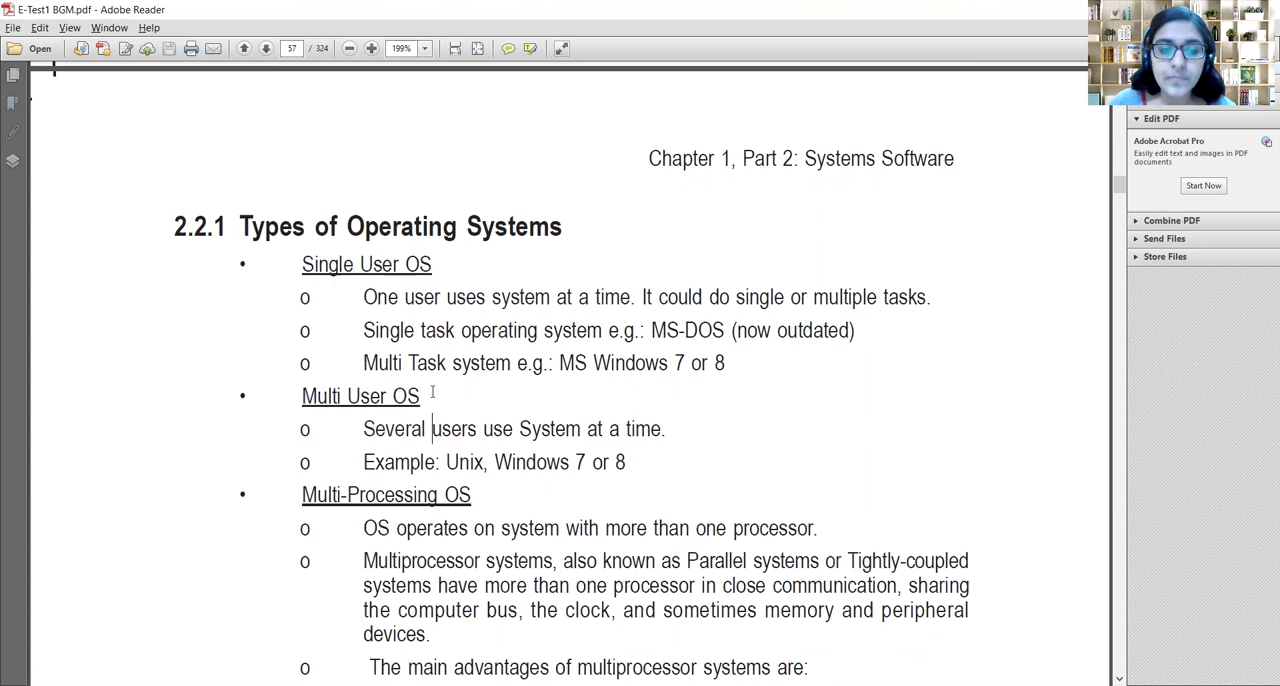 E-Test1 BGM.pdf - Adobe Reader
File Edit View Window Help
Open 57 / 324 199%
Edit PDF
Adobe Acrobat Pro
Easily edit text and images in PDF
documents
Start Now
Combine PDF
Send Files
Store Files
Chapter 1, Part 2: Systems Software
2.2.1 Types of Operating Systems
• Single User OS
o One user uses system at a time. It could do single or multiple tasks.
o Single task operating system e.g.: MS-DOS (now outdated)
o Multi Task system e.g.: MS Windows 7 or 8
• Multi User OS
o Several users use System at a time.
o Example: Unix, Windows 7 or 8
• Multi-Processing OS
o OS operates on system with more than one processor.
o Multiprocessor systems, also known as Parallel systems or Tightly-coupled
systems have more than one processor in close communication, sharing
the computer bus, the clock, and sometimes memory and peripheral
devices.
o The main advantages of multiprocessor systems are: